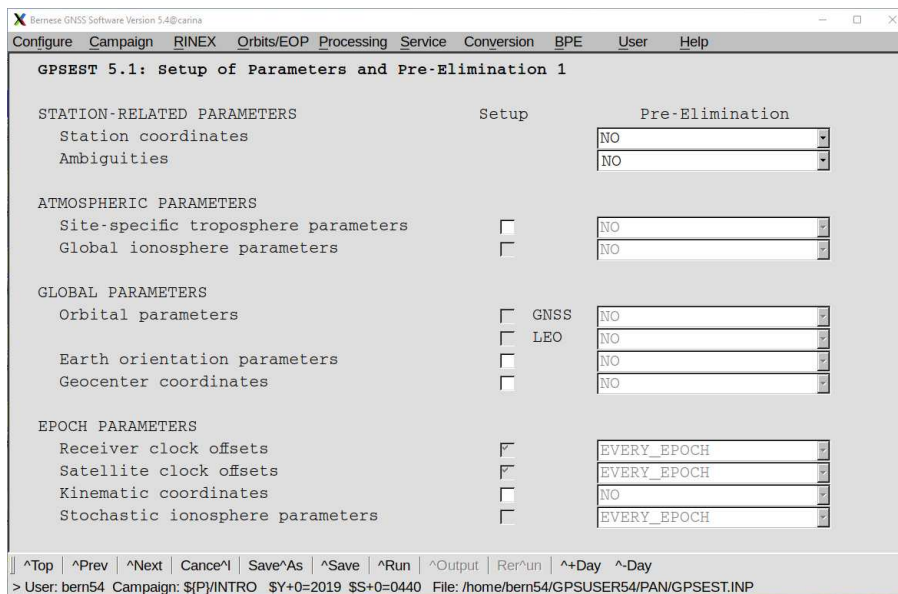 Bernese GNSS Software Version 5.4@carina
Configure Campaign RINEX Orbits/EOP Processing Service Conversion BPE User Help
GPSEST 5.1: Setup of Parameters and Pre-Elimination 1
STATION-RELATED PARAMETERS Setup Pre-Elimination
Station coordinates NO
Ambiguities NO
ATMOSPHERIC PARAMETERS
Site-specific troposphere parameters NO
Global ionosphere parameters NO
GLOBAL PARAMETERS
Orbital parameters GNSS NO
LEO NO
Earth orientation parameters NO
Geocenter coordinates NO
EPOCH PARAMETERS
Receiver clock offsets EVERY_EPOCH
Satellite clock offsets EVERY_EPOCH
Kinematic coordinates NO
Stochastic ionosphere parameters EVERY_EPOCH
^Top | ^Prev | ^Next | Cance^l | Save^As | ^Save | ^Run | ^Output | Rer^un | ^+Day ^-Day
> User: bern54 Campaign: ${P}/INTRO $Y+0=2019 $S+0=0440 File: /home/bern54/GPSUSER54/PAN/GPSEST.INP